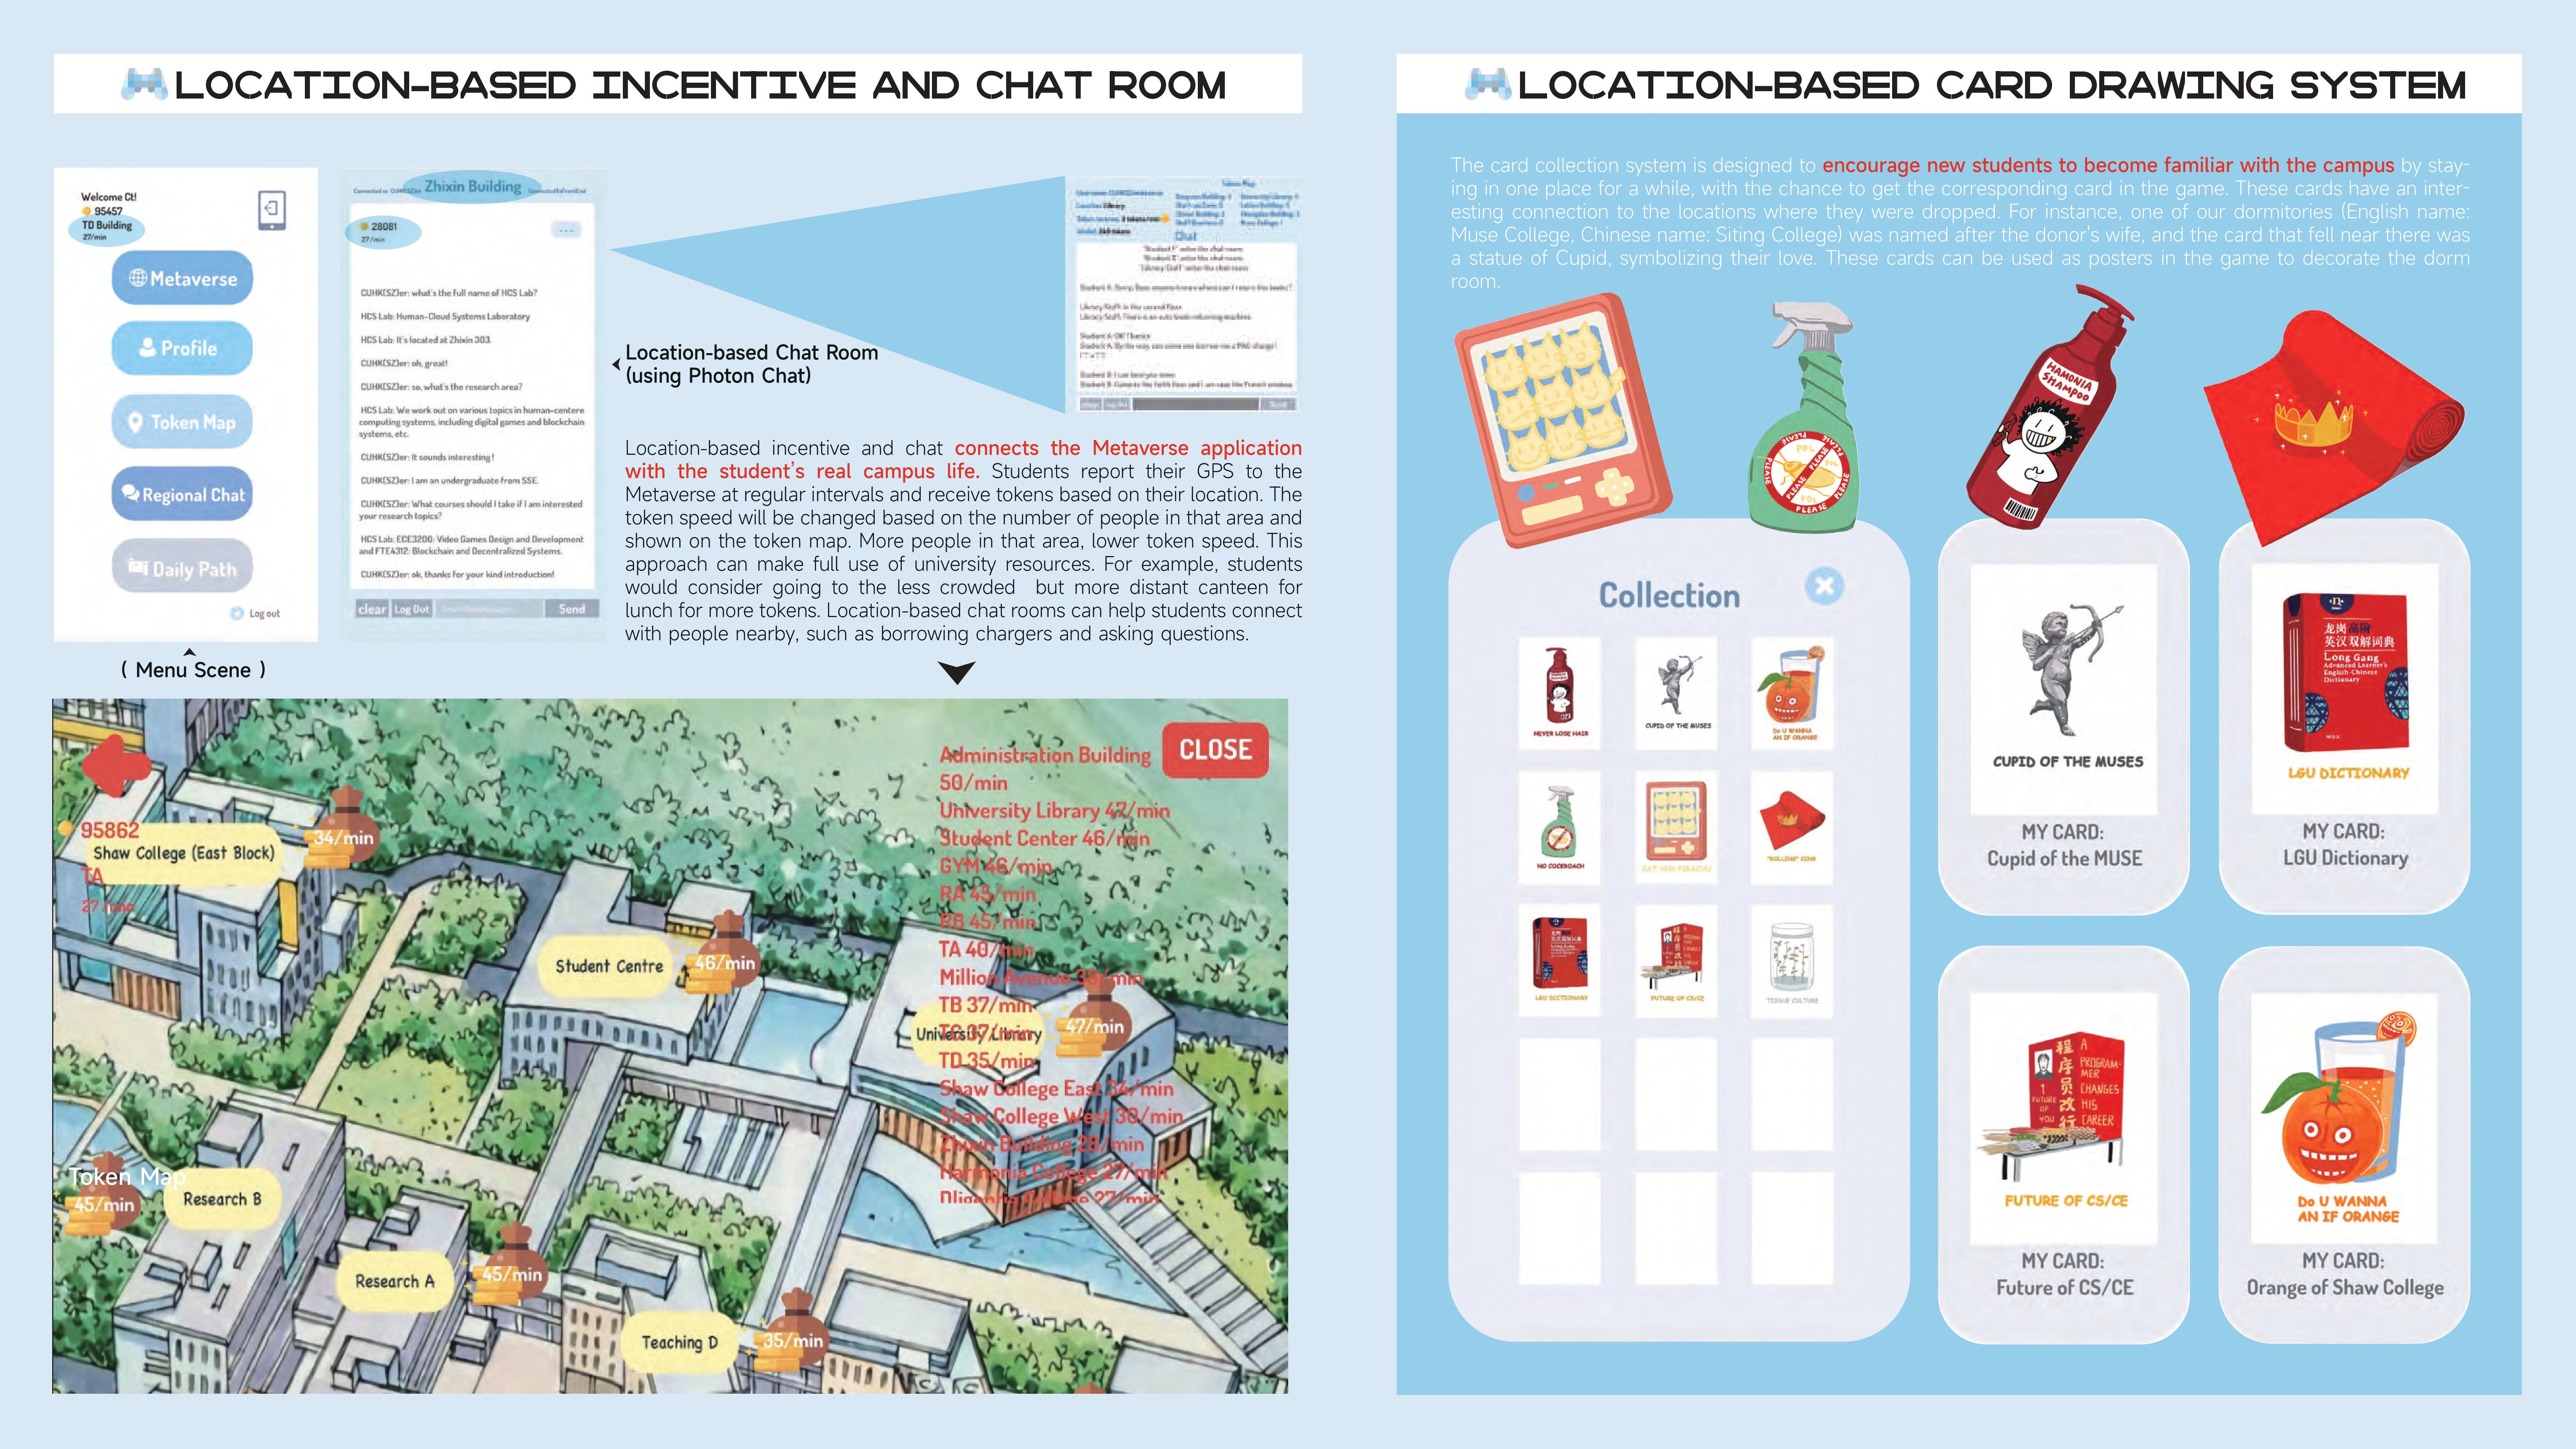 LOCATION-BASED INCENTIVE AND CHAT ROOM
Welcome Ct!
95457
TD Building
27/min
Metaverse
Profile
Token Map
Regional Chat
Daily Path
Log out
( Menu Scene )
Zhixin Building
28081
27/min
...
CUHK(SZ)er: what's the full name of HCS Lab?
HCS Lab: Human-Cloud Systems Laboratory
HCS Lab: It's located at Zhixin 303.
CUHK(SZ)er: oh, great!
CUHK(SZ)er: so, what's the research area?
HCS Lab: We work out on various topics in human-centere
computing systems, including digital games and blockchain
systems, etc.
CUHK(SZ)er: It sounds interesting!
CUHK(SZ)er: I am an undergraduate from SSE.
CUHK(SZ)er: What courses should I take if I am interested
your research topics?
HCS Lab: ECE3200: Video Games Design and Development
and FTE4312: Blockchain and Decentralized Systems.
CUHK(SZ)er: ok, thanks for your kind introduction!
clear
Log Out
Send
Location-based Chat Room
(using Photon Chat)
Chat
Location-based incentive and chat connects the Metaverse application
with the student's real campus life. Students report their GPS to the
Metaverse at regular intervals and receive tokens based on their location. The
token speed will be changed based on the number of people in that area and
shown on the token map. More people in that area, lower token speed. This
approach can make full use of university resources. For example, students
would consider going to the less crowded but more distant canteen for
lunch for more tokens. Location-based chat rooms can help students connect
with people nearby, such as borrowing chargers and asking questions.
CLOSE
95862
Shaw College (East Block)
TA
27/min
34/min
Student Centre
46/min
University Library
47/min
Token Map
45/min
Research B
Research A
45/min
Teaching D
35/min
Administration Building
50/min
University Library 47/min
Student Center 46/min
GYM 46/min
RA 45/min
RB 45/min
TA 40/min
Million Avenue 39/min
TB 37/min
TC 37/min
TD 35/min
Shaw College East 34/min
Shaw College West 30/min
Zhixin Building 28/min
Harmonia College 27/min
Diligentia College 27/min
LOCATION-BASED CARD DRAWING SYSTEM
The card collection system is designed to encourage new students to become familiar with the campus by stay-
ing in one place for a while, with the chance to get the corresponding card in the game. These cards have an inter-
esting connection to the locations where they were dropped. For instance, one of our dormitories (English name:
Muse College, Chinese name: Siting College) was named after the donor's wife, and the card that fell near there was
a statue of Cupid, symbolizing their love. These cards can be used as posters in the game to decorate the dorm
room.
PLEASE
PLEASE
PLEASE
PLEASE
PLEASE
PLEASE
HAMONIA
SHAMPOO
Collection
NEVER LOSE HAIR
CUPID OF THE MUSES
Do U WANNA
AN IF ORANGE
NO COCKROACH
"ROLLING" KING
LGU DICTIONARY
FUTURE OF CS/CE
TISSUE CULTURE
CUPID OF THE MUSES
MY CARD:
Cupid of the MUSE
龙岗 高阶
英汉双解词典
Long Gang
Advanced Learner's
English-Chinese
Dictionary
LGU DICTIONARY
MY CARD:
LGU Dictionary
程序员改行
A
PROGRAM-
MER
CHANGES
HIS
CAREER
FUTURE
OF
YOU
FUTURE OF CS/CE
MY CARD:
Future of CS/CE
Do U WANNA
AN IF ORANGE
MY CARD:
Orange of Shaw College